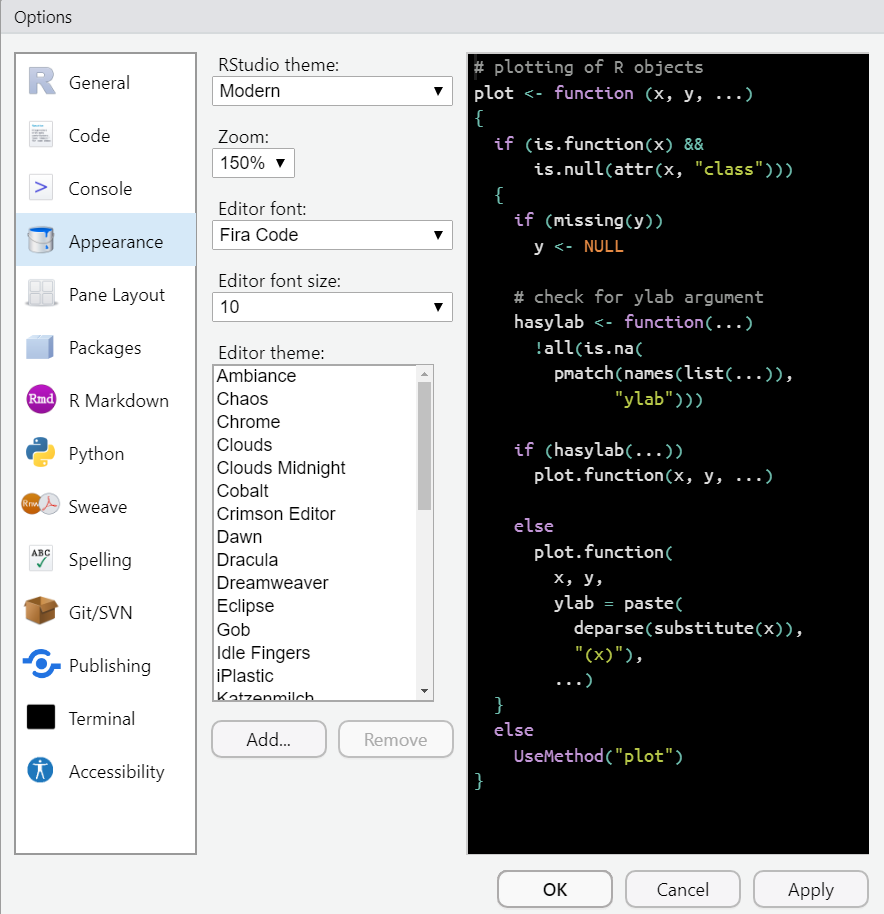 Options
General
Code
Console
Appearance
Pane Layout
Packages
Rmd R Markdown
Python
Rnw Sweave
ABC Spelling
Git/SVN
Publishing
Terminal
Accessibility
RStudio theme:
Modern
Zoom:
150%
Editor font:
Fira Code
Editor font size:
10
Editor theme:
Ambiance
Chaos
Chrome
Clouds
Clouds Midnight
Cobalt
Crimson Editor
Dawn
Dracula
Dreamweaver
Eclipse
Gob
Idle Fingers
iPlastic
Katzenmilch
Add...
Remove
# plotting of R objects
plot <- function (x, y, ...)
{
  if (is.function(x) &&
      is.null(attr(x, "class")))
  {
    if (missing(y))
      y <- NULL

    # check for ylab argument
    hasylab <- function(...)
      !all(is.na(
        pmatch(names(list(...)),
              "ylab")))

    if (hasylab(...))
      plot.function(x, y, ...)

    else
      plot.function(
        x, y,
        ylab = paste(
          deparse(substitute(x)),
          "(x)"),
        ...)
  }
  else
    UseMethod("plot")
}
OK
Cancel
Apply